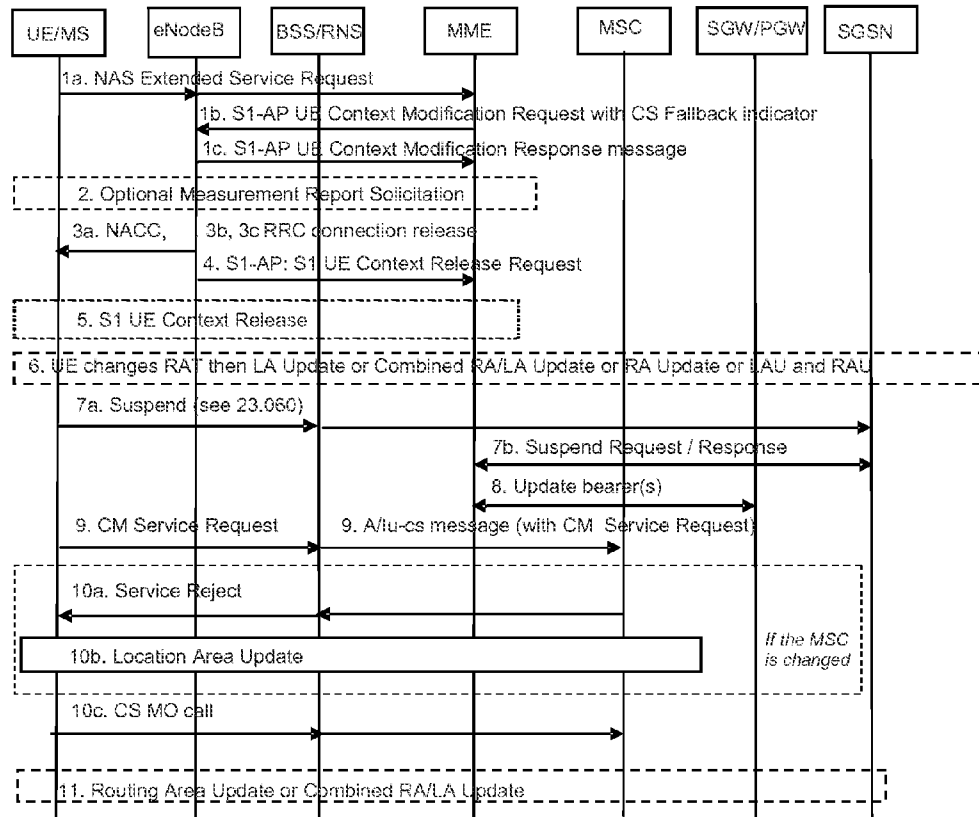 UE/MS
eNodeB
BSS/RNS
MME
MSC
SGW/PGW
SGSN
1a. NAS Extended Service Request
1b. S1-AP UE Context Modification Request with CS Fallback indicator
1c. S1-AP UE Context Modification Response message
2. Optional Measurement Report Solicitation
3a. NACC,
3b, 3c RRC connection release
4. S1-AP: S1 UE Context Release Request
5. S1 UE Context Release
6. UE changes RAT then LA Update or Combined RA/LA Update or RA Update or LAU and RAU
7a. Suspend (see 23.060)
7b. Suspend Request / Response
8. Update bearer(s)
9. CM Service Request
9. A/Iu-cs message (with CM Service Request)
10a. Service Reject
If the MSC
is changed
10b. Location Area Update
10c. CS MO call
11. Routing Area Update or Combined RA/LA Update